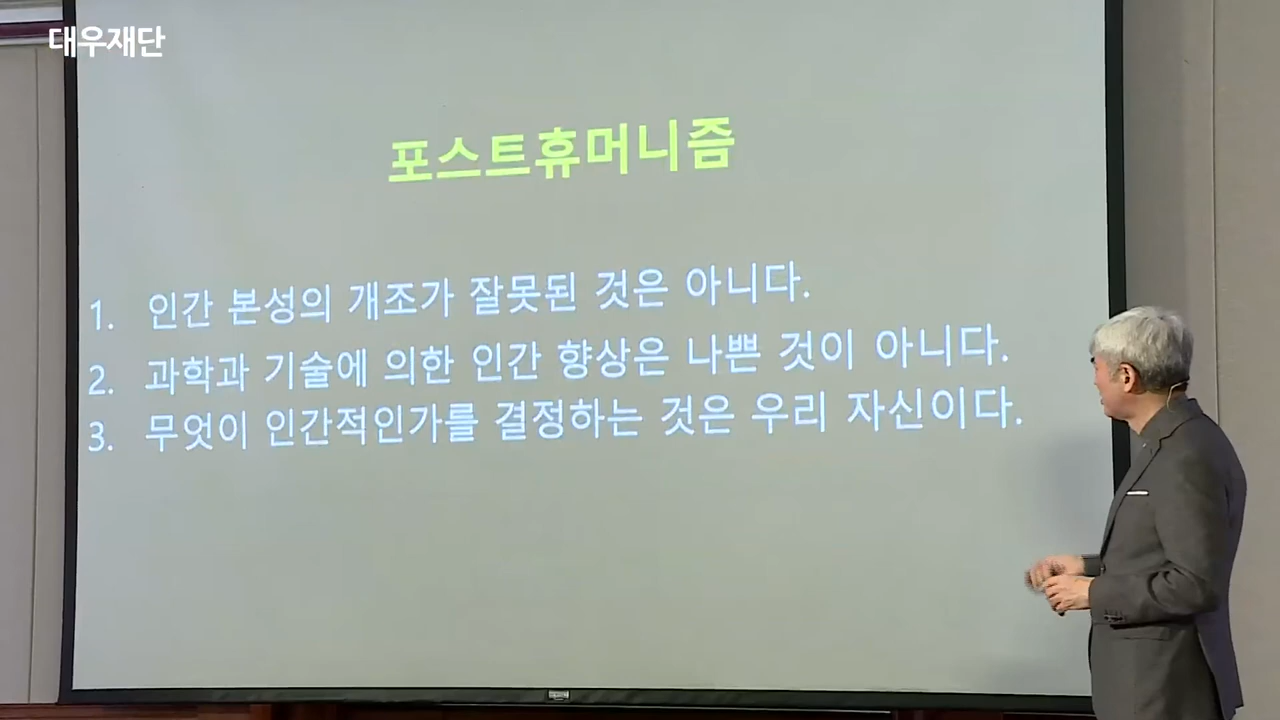 대우재단
포스트휴머니즘
1. 인간 본성의 개조가 잘못된 것은 아니다.
2. 과학과 기술에 의한 인간 향상은 나쁜 것이 아니다.
3. 무엇이 인간적인가를 결정하는 것은 우리 자신이다.